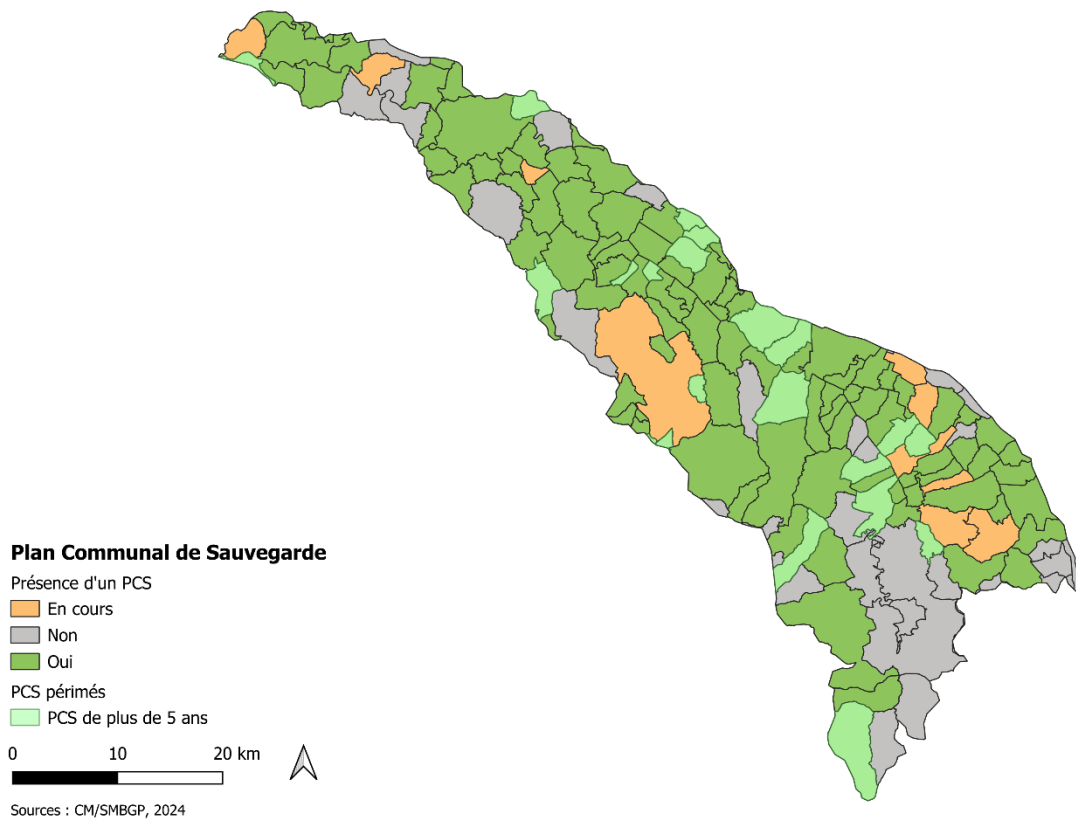 Plan Communal de Sauvegarde
Présence d'un PCS
En cours
Non
Oui
PCS périmés
PCS de plus de 5 ans
0 10 20 km
Sources : CM/SMBGP, 2024